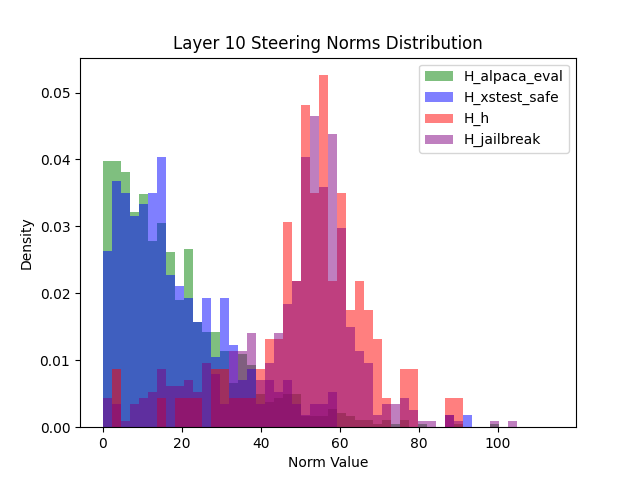 Layer 10 Steering Norms Distribution
H_alpaca_eval
H_xstest_safe
H_h
H_jailbreak
Density
0.05
0.04
0.03
0.02
0.01
0.00
0 20 40 60 80 100
Norm Value